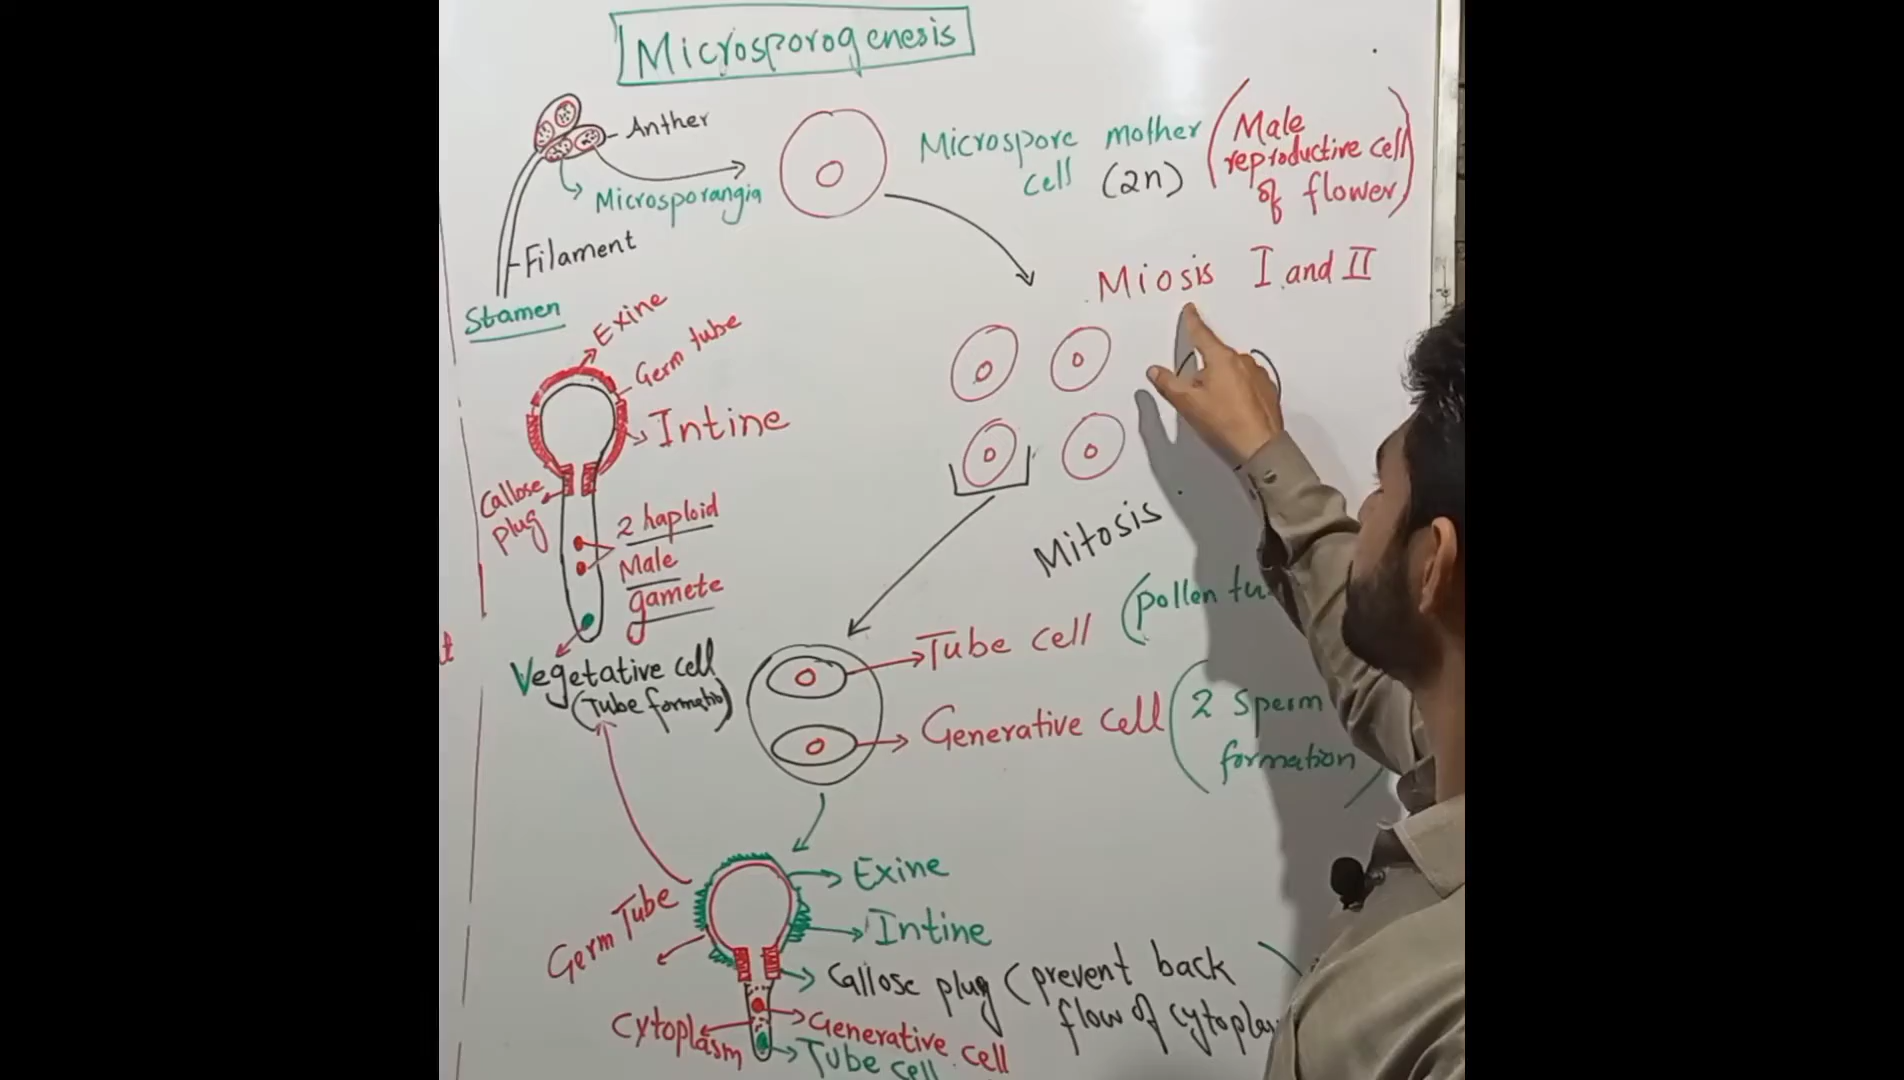 Microsporogenesis
Anther
Microsporangia
Filament
Stamen
Microspore mother
cell (2n)
(Male
reproductive cell
of flower)
Miosis I and II
Exine
Germ tube
Intine
Callose
plug
2 haploid
Male
gamete
Vegetative cell
(Tube formation)
Mitosis
Tube cell (pollen
Generative cell (2 Sperm
formation)
Exine
Intine
Germ Tube
Callose plug (prevent back
flow of cytoplas
Cytoplasm
Generative cell
Tube cell